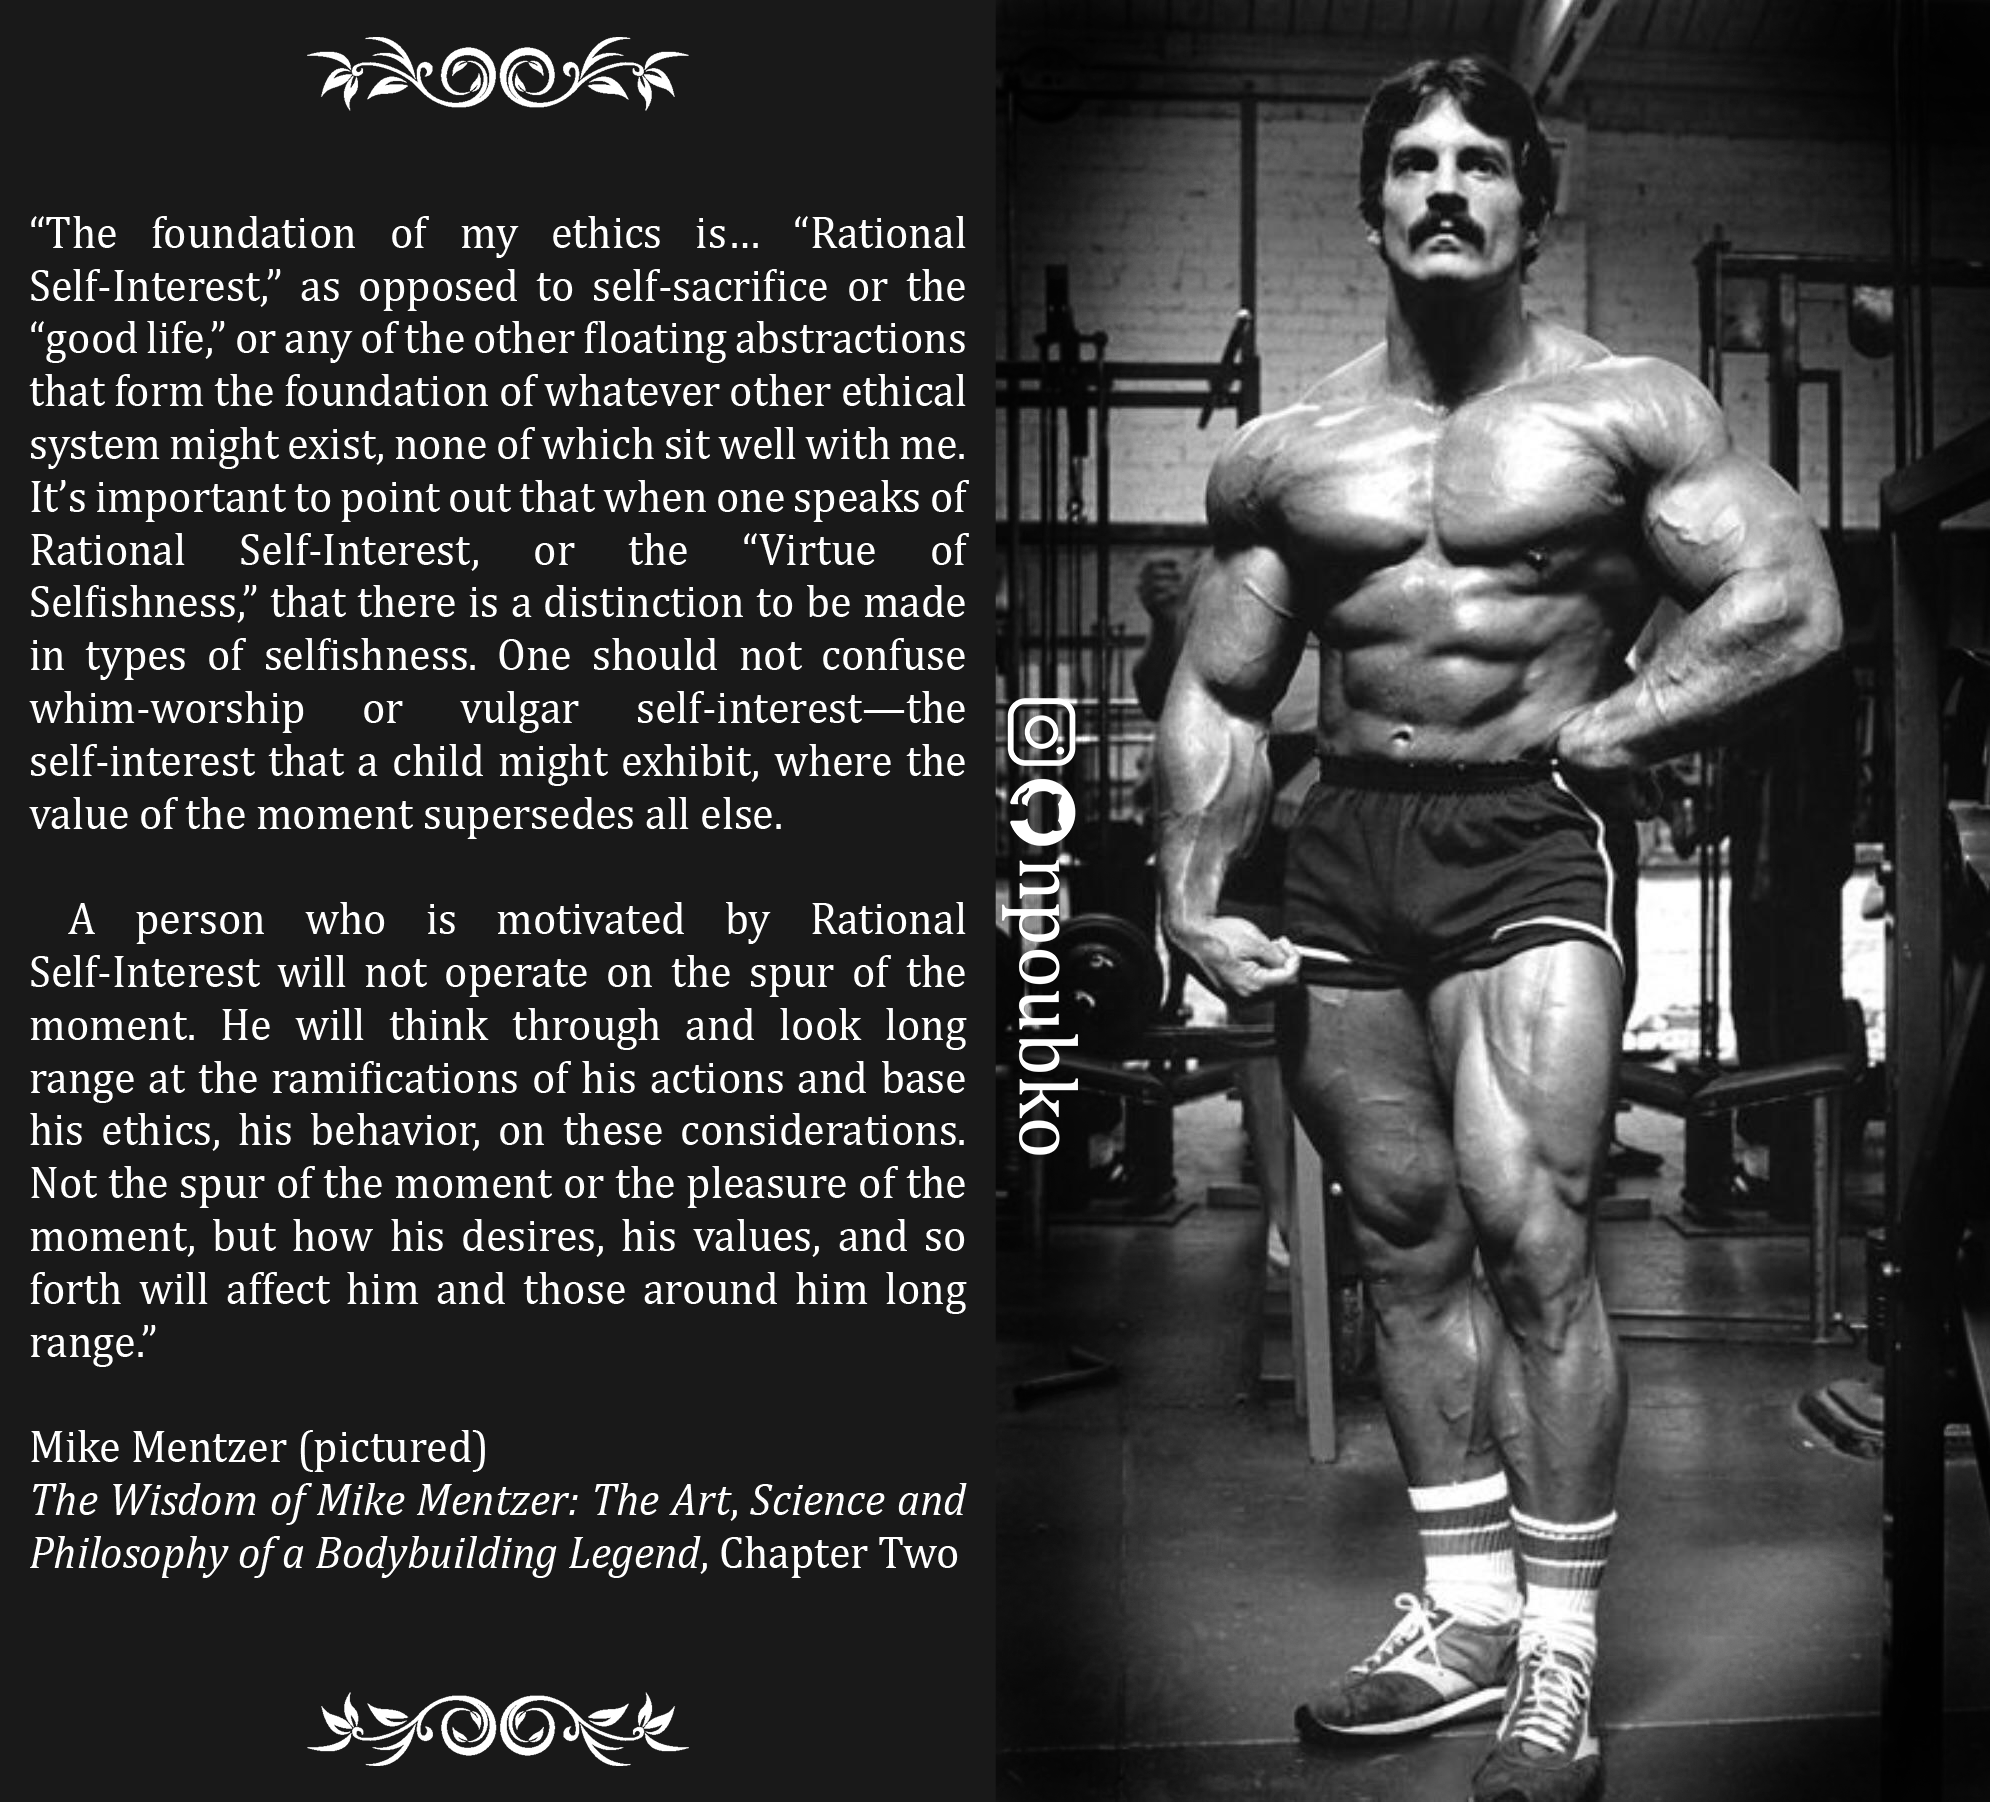 “The foundation of my ethics is… “Rational
Self-Interest,” as opposed to self-sacrifice or the
“good life,” or any of the other floating abstractions
that form the foundation of whatever other ethical
system might exist, none of which sit well with me.
It’s important to point out that when one speaks of
Rational Self-Interest, or the “Virtue of
Selfishness,” that there is a distinction to be made
in types of selfishness. One should not confuse
whim-worship or vulgar self-interest—the
self-interest that a child might exhibit, where the
value of the moment supersedes all else.
A person who is motivated by Rational
Self-Interest will not operate on the spur of the
moment. He will think through and look long
range at the ramifications of his actions and base
his ethics, his behavior, on these considerations.
Not the spur of the moment or the pleasure of the
moment, but how his desires, his values, and so
forth will affect him and those around him long
range.”
Mike Mentzer (pictured)
The Wisdom of Mike Mentzer: The Art, Science and
Philosophy of a Bodybuilding Legend, Chapter Two
npoubko